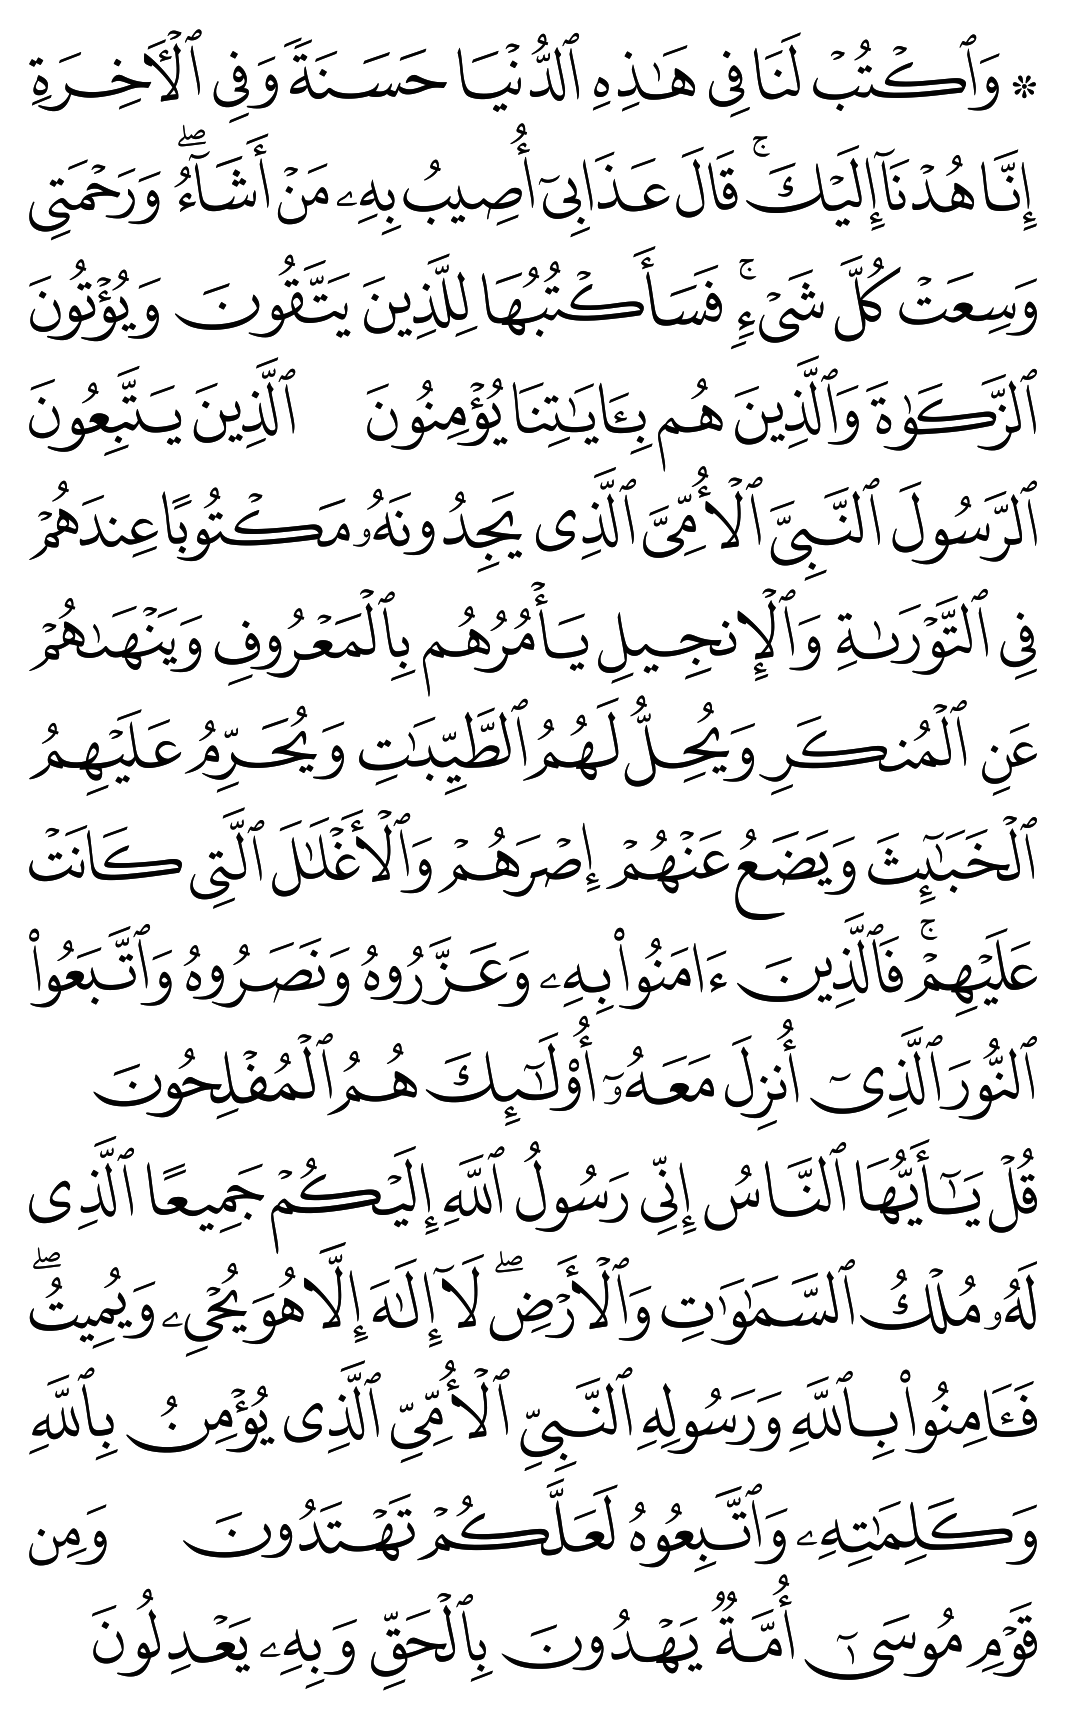 * وَٱكۡتُبۡ لَنَا فِي هَٰذِهِ ٱلدُّنۡيَا حَسَنَةٗ وَفِي ٱلۡأٓخِرَةِ
إِنَّا هُدۡنَآ إِلَيۡكَۚ قَالَ عَذَابِيٓ أُصِيبُ بِهِۦ مَنۡ أَشَآءُۖ وَرَحۡمَتِي
وَسِعَتۡ كُلَّ شَيۡءٖۚ فَسَأَكۡتُبُهَا لِلَّذِينَ يَتَّقُونَ وَيُؤۡتُونَ
ٱلزَّكَوٰةَ وَٱلَّذِينَ هُم بِـَٔايَٰتِنَا يُؤۡمِنُونَ ٱلَّذِينَ يَتَّبِعُونَ
ٱلرَّسُولَ ٱلنَّبِيَّ ٱلۡأُمِّيَّ ٱلَّذِي يَجِدُونَهُۥ مَكۡتُوبًا عِندَهُمۡ
فِي ٱلتَّوۡرَىٰةِ وَٱلۡإِنجِيلِ يَأۡمُرُهُم بِٱلۡمَعۡرُوفِ وَيَنۡهَىٰهُمۡ
عَنِ ٱلۡمُنكَرِ وَيُحِلُّ لَهُمُ ٱلطَّيِّبَٰتِ وَيُحَرِّمُ عَلَيۡهِمُ
ٱلۡخَبَٰٓئِثَ وَيَضَعُ عَنۡهُمۡ إِصۡرَهُمۡ وَٱلۡأَغۡلَٰلَ ٱلَّتِي كَانَتۡ
عَلَيۡهِمۡۚ فَٱلَّذِينَ ءَامَنُواْ بِهِۦ وَعَزَّرُوهُ وَنَصَرُوهُ وَٱتَّبَعُواْ
ٱلنُّورَ ٱلَّذِيٓ أُنزِلَ مَعَهُۥٓ أُوْلَٰٓئِكَ هُمُ ٱلۡمُفۡلِحُونَ
قُلۡ يَٰٓأَيُّهَا ٱلنَّاسُ إِنِّي رَسُولُ ٱللَّهِ إِلَيۡكُمۡ جَمِيعًا ٱلَّذِي
لَهُۥ مُلۡكُ ٱلسَّمَٰوَٰتِ وَٱلۡأَرۡضِۖ لَآ إِلَٰهَ إِلَّا هُوَ يُحۡيِۦ وَيُمِيتُۖ
فَـَٔامِنُواْ بِٱللَّهِ وَرَسُولِهِ ٱلنَّبِيِّ ٱلۡأُمِّيِّ ٱلَّذِي يُؤۡمِنُ بِٱللَّهِ
وَكَلِمَٰتِهِۦ وَٱتَّبِعُوهُ لَعَلَّكُمۡ تَهۡتَدُونَ وَمِن
قَوۡمِ مُوسَىٰٓ أُمَّةٞ يَهۡدُونَ بِٱلۡحَقِّ وَبِهِۦ يَعۡدِلُونَ